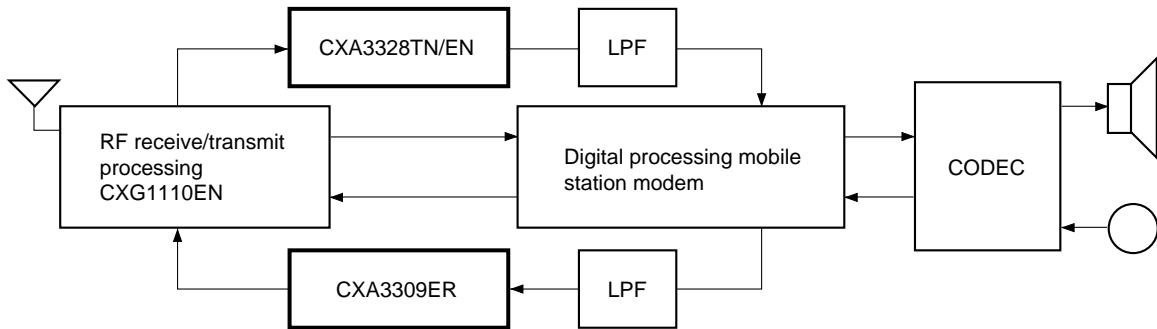 CXA3328TN/EN
LPF
RF receive/transmit
processing
CXG1110EN
Digital processing mobile
station modem
CODEC
CXA3309ER
LPF